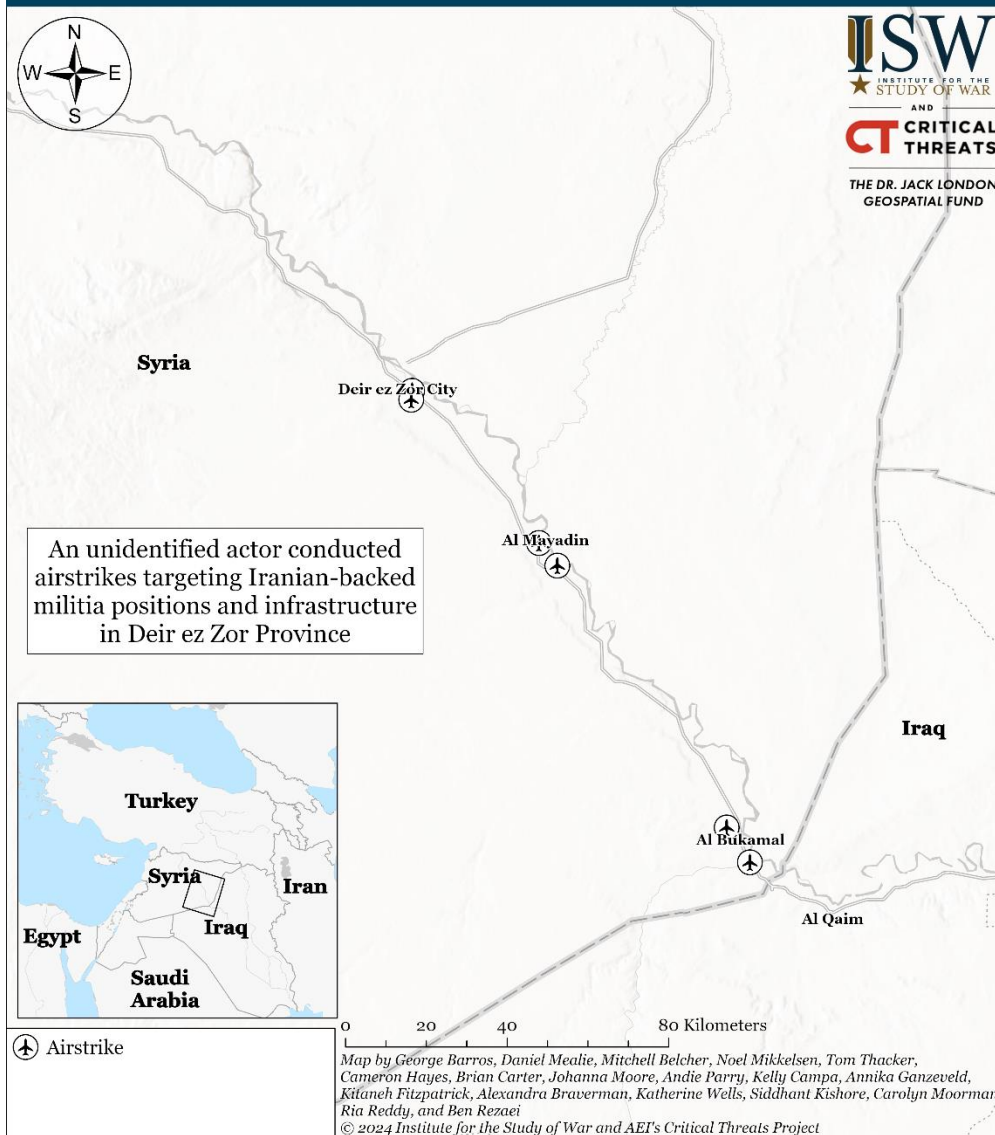 N
W E
S
ISW
INSTITUTE FOR THE
STUDY OF WAR
AND
CT CRITICAL
THREATS
THE DR. JACK LONDON
GEOSPATIAL FUND
Syria
Deir ez Zor City
Al Mayadin
An unidentified actor conducted
airstrikes targeting Iranian-backed
militia positions and infrastructure
in Deir ez Zor Province
Iraq
Al Bukamal
Al Qaim
Turkey
Syria
Iran
Iraq
Egypt
Saudi
Arabia
Airstrike
0 20 40 80 Kilometers
Map by George Barros, Daniel Mealie, Mitchell Belcher, Noel Mikkelsen, Tom Thacker,
Cameron Hayes, Brian Carter, Johanna Moore, Andie Parry, Kelly Campa, Annika Ganzeveld,
Kitaneh Fitzpatrick, Alexandra Braverman, Katherine Wells, Siddhant Kishore, Carolyn Moorman
Ria Reddy, and Ben Rezaei
© 2024 Institute for the Study of War and AEI's Critical Threats Project